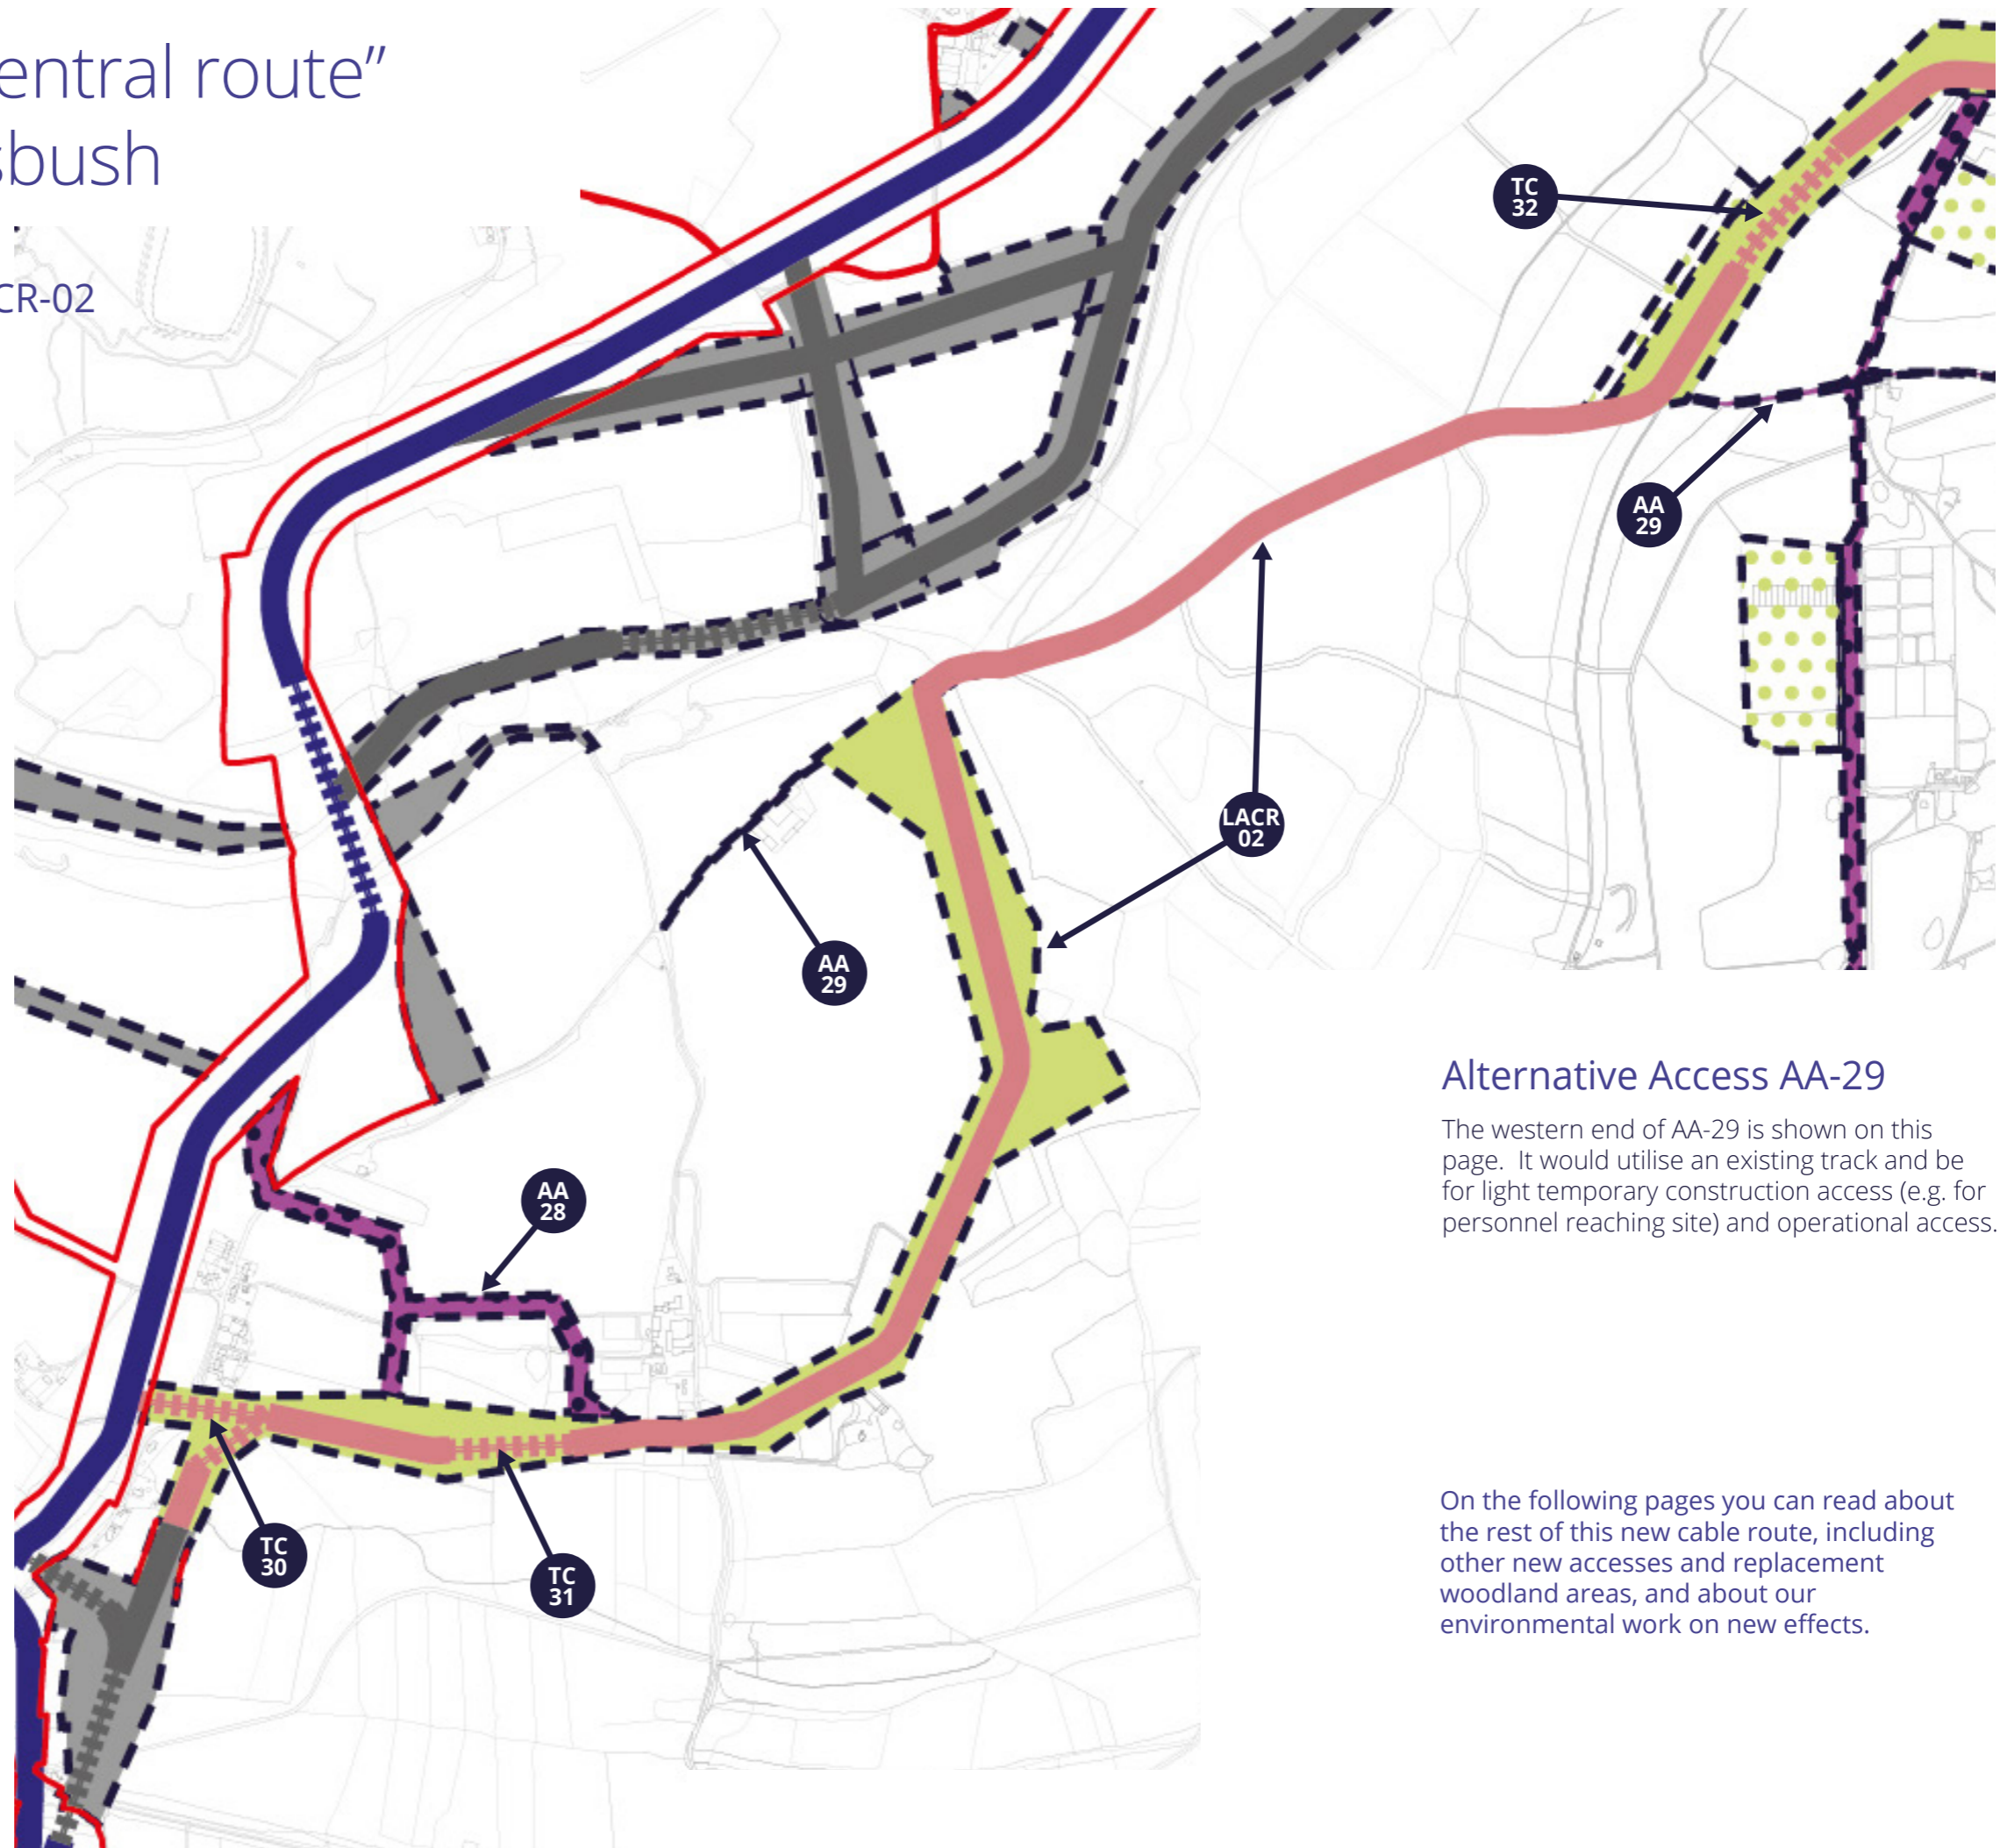 entral route”
sbush
CR-02
TC
32
AA
29
LACR
02
AA
29
AA
28
TC
30
TC
31
Alternative Access AA-29
The western end of AA-29 is shown on this
page. It would utilise an existing track and be
for light temporary construction access (e.g. for
personnel reaching site) and operational access.
On the following pages you can read about
the rest of this new cable route, including
other new accesses and replacement
woodland areas, and about our
environmental work on new effects.